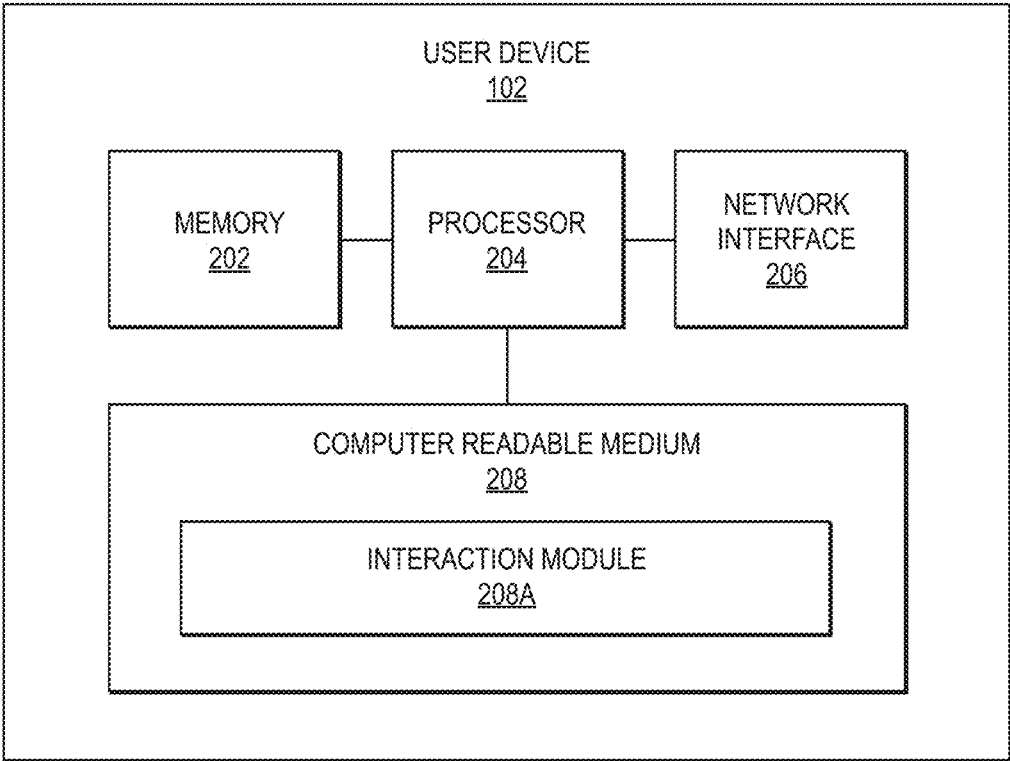 USER DEVICE
102
MEMORY
202
PROCESSOR
204
NETWORK
INTERFACE
206
COMPUTER READABLE MEDIUM
208
INTERACTION MODULE
208A